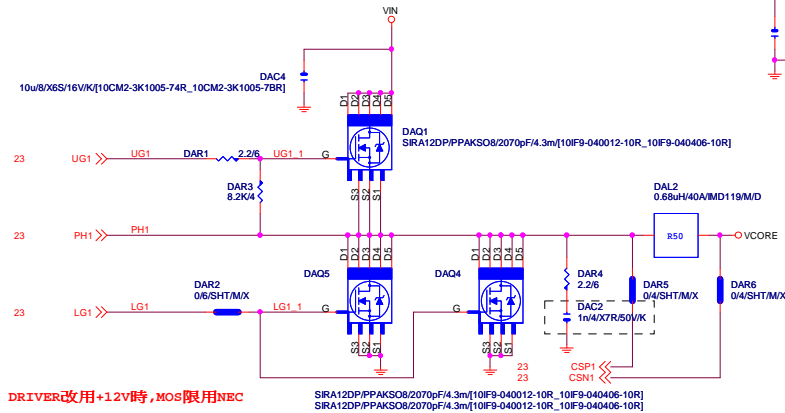 VIN
DAC4
10u/8/X6S/16V/K/[10CM2-3K1005-74R_10CM2-3K1005-7BR]
D1 D2 D3 D4 D5
DAQ1
SIRA12DP/PPAKSO8/2070pF/4.3m/[10IF9-040012-10R_10IF9-040406-10R]
23 UG1 UG1 DAR1 2.2/6 UG1_1 G
S3 S2 S1
DAR3
8.2K/4
DAL2
0.68uH/40A/IMD119/M/D
23 PH1 PH1
R50 VCORE
D1 D2 D3 D4 D5
D1 D2 D3 D4 D5
DAR2
0/6/SHT/M/X
DAQ5
DAQ4
DAR4
2.2/6
DAR5
0/4/SHT/M/X
DAR6
0/4/SHT/M/X
23 LG1 LG1 LG1_1 G
G
DAC2
1n/4/X7R/50V/K
S3 S2 S1
S3 S2 S1
23 CSP1
23 CSN1
DRIVER改用+12V時,MOS限用NEC
SIRA12DP/PPAKSO8/2070pF/4.3m/[10IF9-040012-10R_10IF9-040406-10R]
SIRA12DP/PPAKSO8/2070pF/4.3m/[10IF9-040012-10R_10IF9-040406-10R]